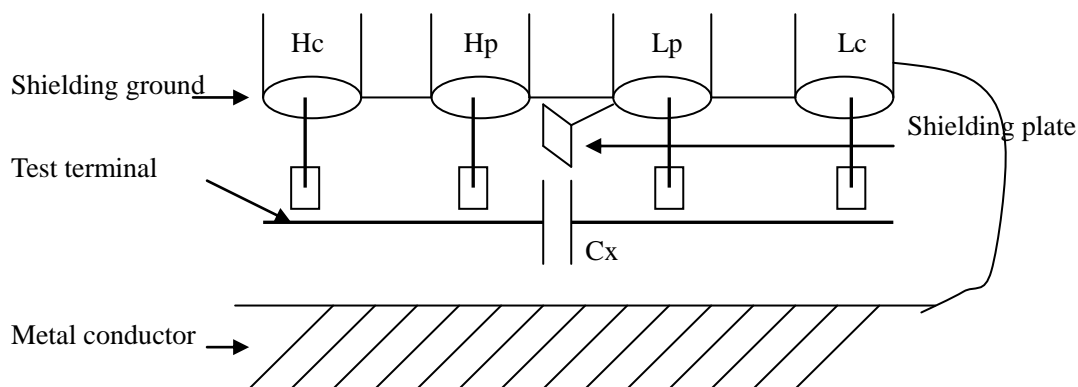 Hc Hp Lp Lc
Shielding ground
Shielding plate
Test terminal
Cx
Metal conductor